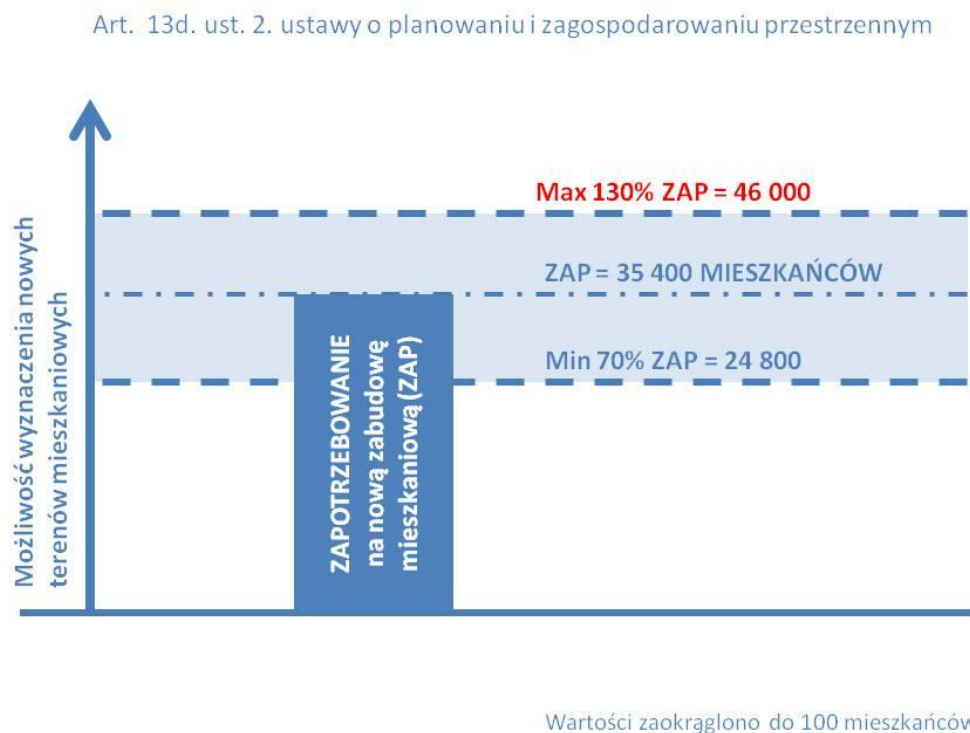 Art. 13d. ust. 2. ustawy o planowaniu i zagospodarowaniu przestrzennym
Możliwość wyznaczenia nowych
terenów mieszkaniowych
Max 130% ZAP = 46 000
ZAP = 35 400 MIESZKAŃCÓW
Min 70% ZAP = 24 800
ZAPOTRZEBOWANIE
na nową zabudowę
mieszkaniową (ZAP)
Wartości zaokrąglono do 100 mieszkańców